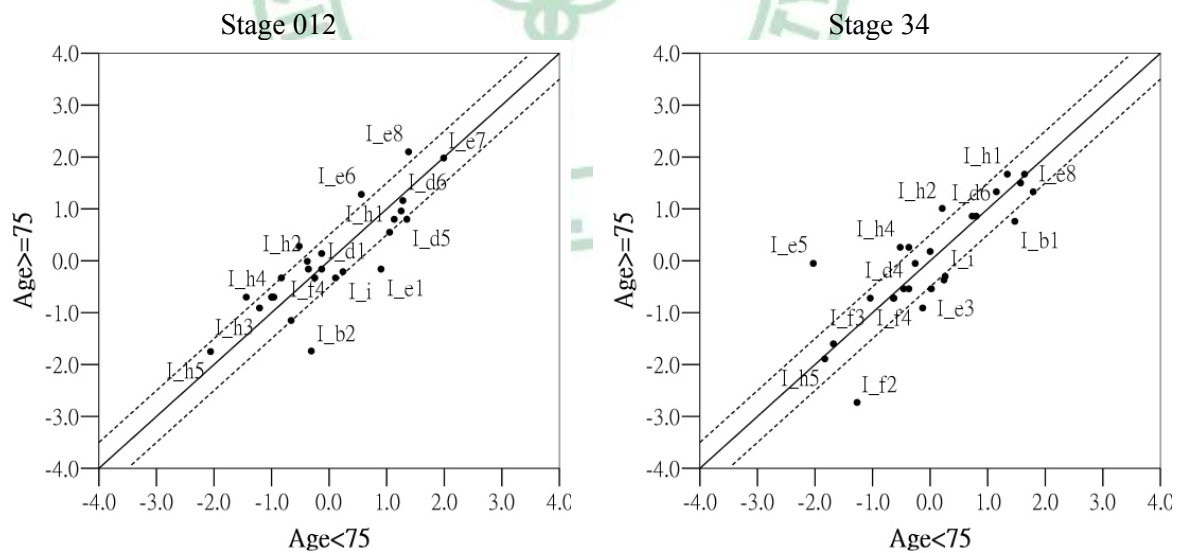 Stage 012
4.0
3.0
2.0
1.0
0.0
-1.0
-2.0
-3.0
-4.0
Age>=75
I_e8
I_e7
I_e6
I_d6
I_h1
I_d5
I_h2
I_d1
I_h4
I_f4
I_i
I_e1
I_h3
I_b2
I_h5
-4.0 -3.0 -2.0 -1.0 0.0 1.0 2.0 3.0 4.0
Age<75
Stage 34
4.0
3.0
2.0
1.0
0.0
-1.0
-2.0
-3.0
-4.0
Age>=75
I_h1
I_e8
I_h2
I_d6
I_h4
I_b1
I_e5
I_d4
I_i
I_f3
I_f4
I_e3
I_h5
I_f2
-4.0 -3.0 -2.0 -1.0 0.0 1.0 2.0 3.0 4.0
Age<75